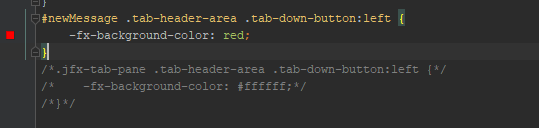 }
#newMessage .tab-header-area .tab-down-button:left {
    -fx-background-color: red;
}
/*.jfx-tab-pane .tab-header-area .tab-down-button:left {*/
/*    -fx-background-color: #ffffff;*/
/*}*/